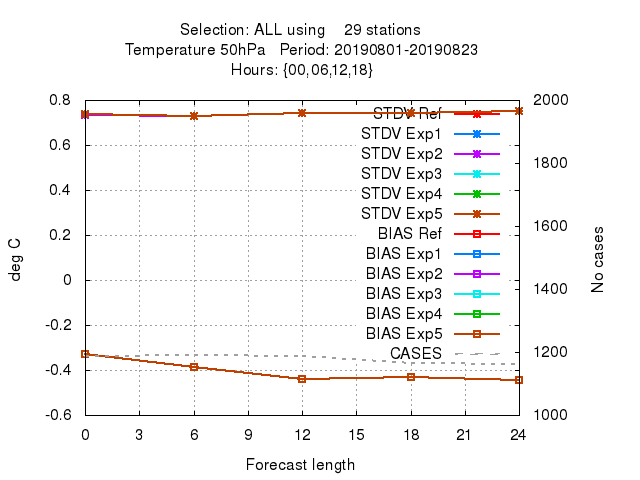 Selection: ALL using    29 stations
Temperature 50hPa   Period: 20190801-20190823
Hours: {00,06,12,18}
0.8
0.6
0.4
0.2
0
-0.2
-0.4
-0.6
deg C
2000
1800
1600
1400
1200
1000
No cases
STDV Ref
STDV Exp1
STDV Exp2
STDV Exp3
STDV Exp4
STDV Exp5
BIAS Ref
BIAS Exp1
BIAS Exp2
BIAS Exp3
BIAS Exp4
BIAS Exp5
CASES
0 3 6 9 12 15 18 21 24
Forecast length